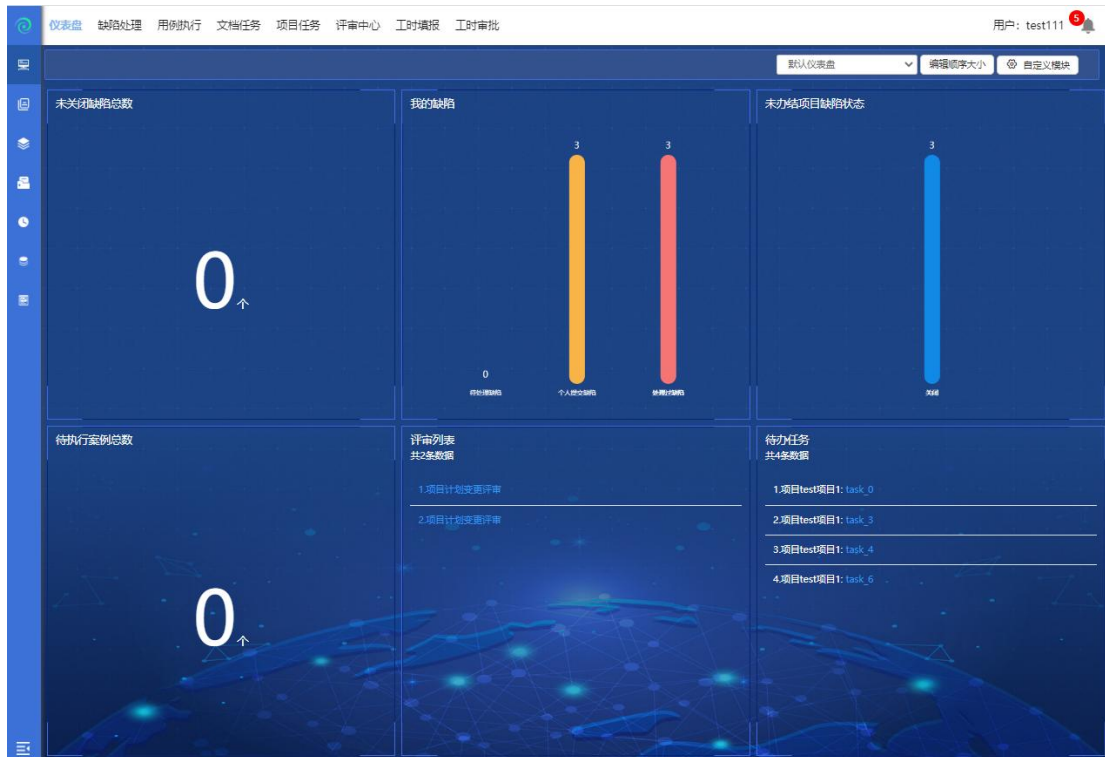 仪表盘 缺陷处理 用例执行 文档任务 项目任务 评审中心 工时填报 工时审批 用户：test111 5
默认仪表盘 编辑顺序大小 自定义模块
未关闭缺陷总数
0个
我的缺陷
3 3
0
待处理缺陷 个人提交缺陷 处理过缺陷
未办结项目缺陷状态
3
关闭
待执行案例总数
0个
评审列表
共2条数据
1.项目计划变更评审
2.项目计划变更评审
待办任务
共4条数据
1.项目test项目1: task_0
2.项目test项目1: task_3
3.项目test项目1: task_4
4.项目test项目1: task_6